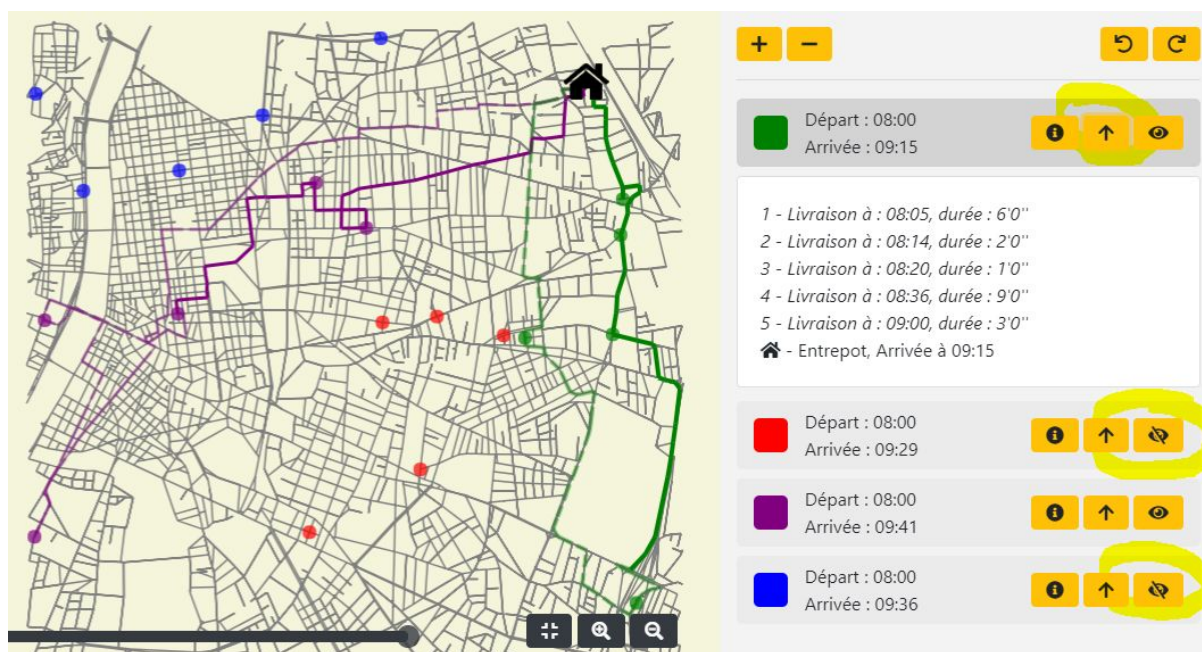 Départ : 08:00
Arrivée : 09:15
1 - Livraison à : 08:05, durée : 6'0''
2 - Livraison à : 08:14, durée : 2'0''
3 - Livraison à : 08:20, durée : 1'0''
4 - Livraison à : 08:36, durée : 9'0''
5 - Livraison à : 09:00, durée : 3'0''
- Entrepot, Arrivée à 09:15
Départ : 08:00
Arrivée : 09:29
Départ : 08:00
Arrivée : 09:41
Départ : 08:00
Arrivée : 09:36